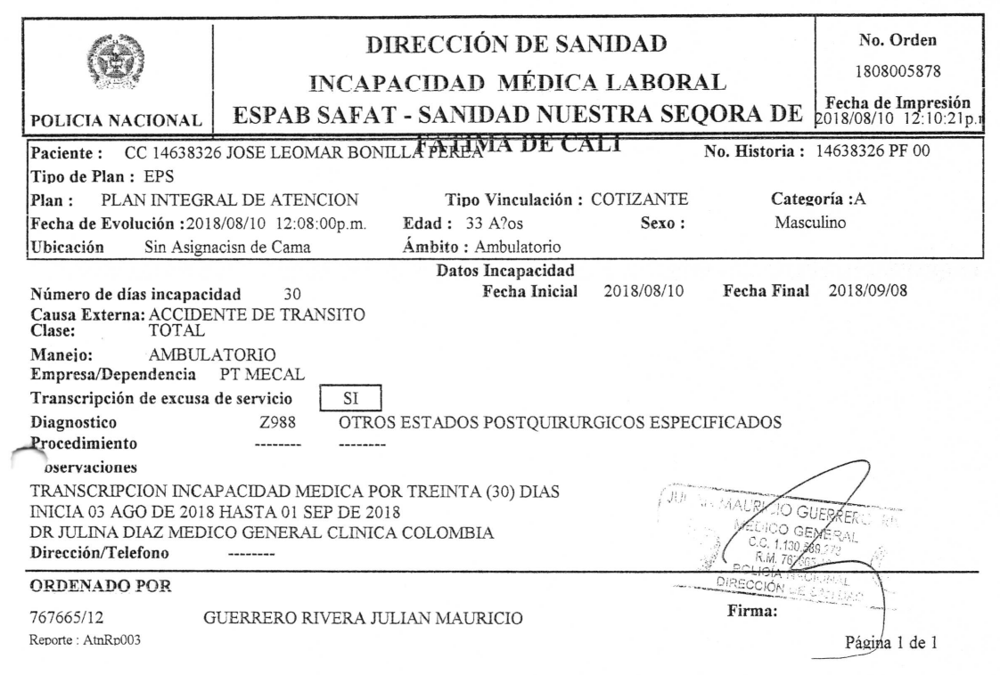 DIRECCIÓN DE SANIDAD
INCAPACIDAD MÉDICA LABORAL
ESPAB SAFAT - SANIDAD NUESTRA SEQORA DE
FATIMA DE CALI
POLICIA NACIONAL
No. Orden
1808005878
Fecha de Impresión
2018/08/10 12:10:21p.
Paciente : CC 14638326 JOSE LEOMAR BONILLA PEREA No. Historia : 14638326 PF 00
Tipo de Plan : EPS
Plan : PLAN INTEGRAL DE ATENCION Tipo Vinculación : COTIZANTE Categoría :A
Fecha de Evolución :2018/08/10 12:08:00p.m. Edad : 33 A?os Sexo : Masculino
Ubicación Sin Asignacisn de Cama Ámbito : Ambulatorio
Datos Incapacidad
Número de días incapacidad 30 Fecha Inicial 2018/08/10 Fecha Final 2018/09/08
Causa Externa: ACCIDENTE DE TRANSITO
Clase: TOTAL
Manejo: AMBULATORIO
Empresa/Dependencia PT MECAL
Transcripción de excusa de servicio SI
Diagnostico Z988 OTROS ESTADOS POSTQUIRURGICOS ESPECIFICADOS
Procedimiento -------- --------
bservaciones
TRANSCRIPCION INCAPACIDAD MEDICA POR TREINTA (30) DIAS
INICIA 03 AGO DE 2018 HASTA 01 SEP DE 2018
DR JULINA DIAZ MEDICO GENERAL CLINICA COLOMBIA
Dirección/Telefono --------
MAURICIO GUERRERO
MEDICO GENERAL
C.C. 1.130.
R.M.
POLICÍA NACIONAL
DIRECCIÓN DE SANIDAD
ORDENADO POR
767665/12 GUERRERO RIVERA JULIAN MAURICIO Firma:
Reporte : AtnRp003 Página 1 de 1